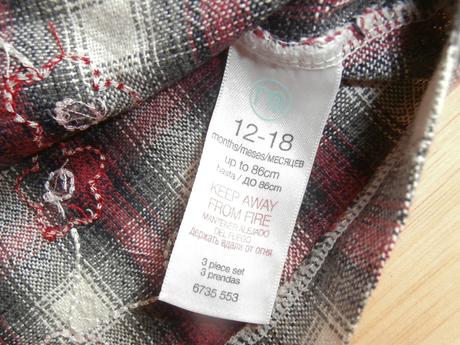 12-18
months/meses/МЕСЯЦЕВ
up to 86cm
hasta / до 86cm
KEEP AWAY
FROM FIRE
MANTENER ALEJADO
DEL FUEGO
держать вдали от огня
3 piece set
3 prendas
6735 553